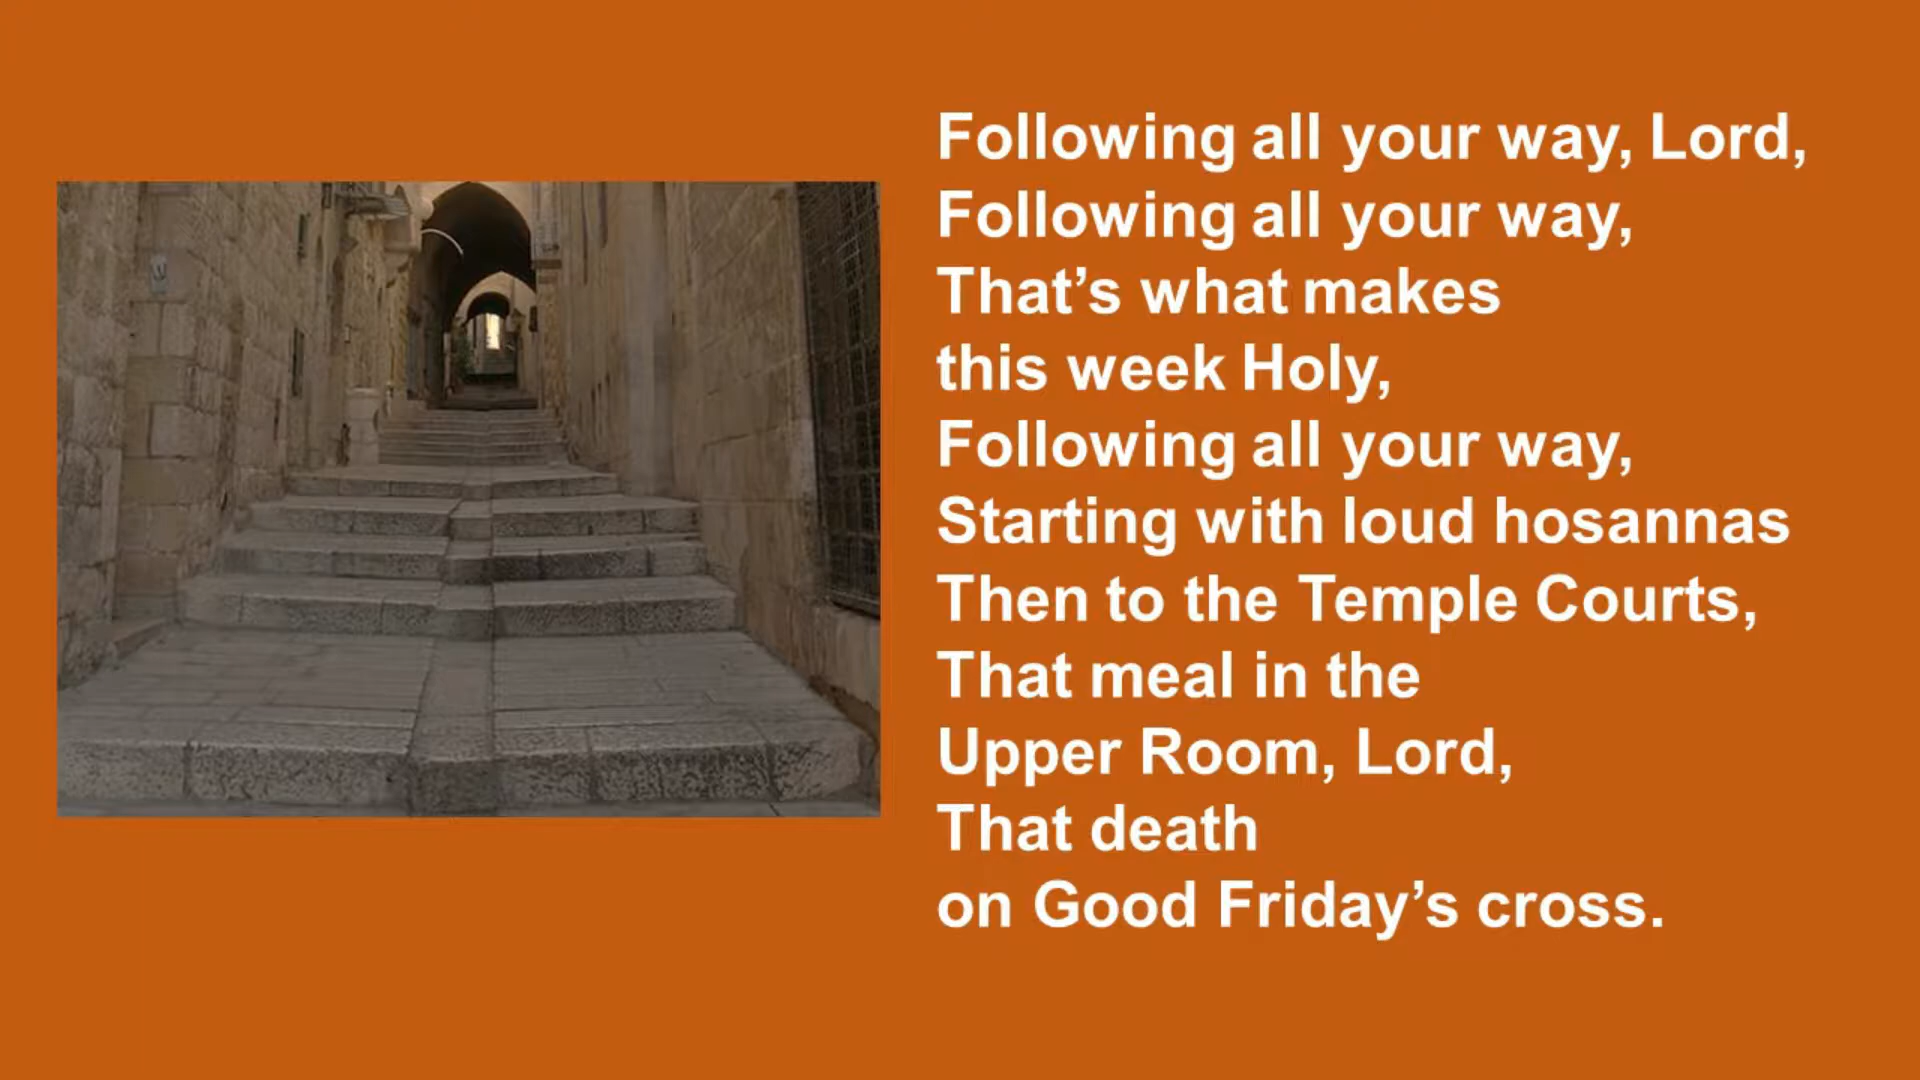 Following all your way, Lord,
Following all your way,
That’s what makes
this week Holy,
Following all your way,
Starting with loud hosannas
Then to the Temple Courts,
That meal in the
Upper Room, Lord,
That death
on Good Friday’s cross.